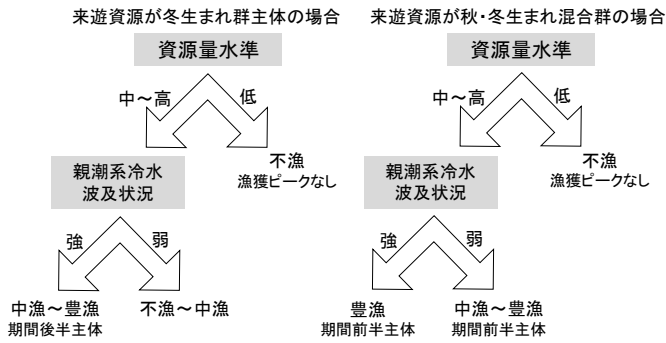 来遊資源が冬生まれ群主体の場合
資源量水準
中～高
低
不漁
漁獲ピークなし
親潮系冷水
波及状況
強
弱
中漁～豊漁
期間後半主体
不漁～中漁
来遊資源が秋・冬生まれ混合群の場合
資源量水準
中～高
低
不漁
漁獲ピークなし
親潮系冷水
波及状況
強
弱
豊漁
期間前半主体
中漁～豊漁
期間前半主体